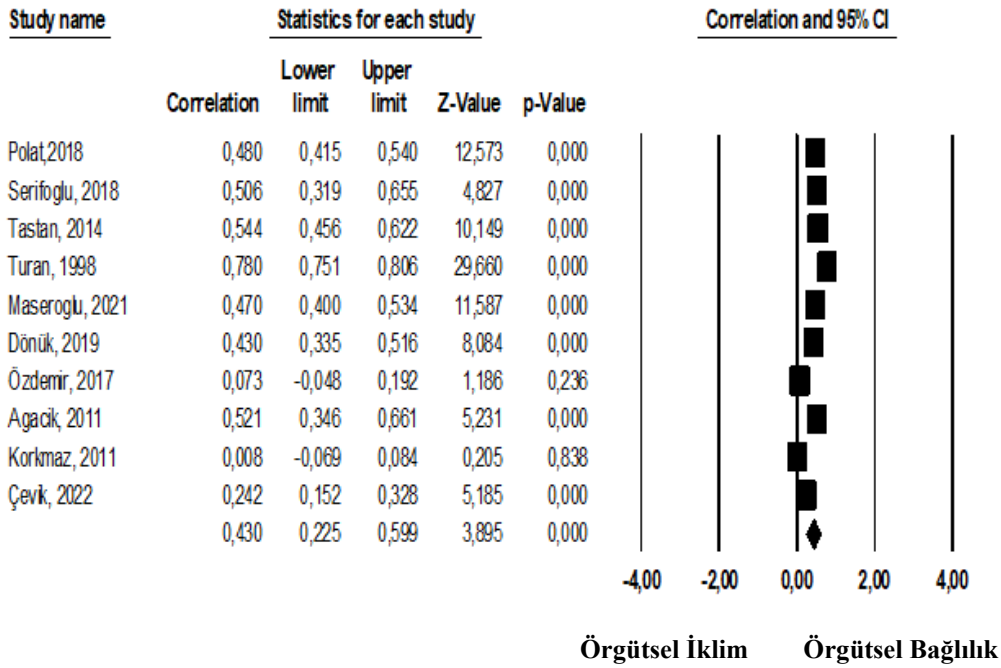 Study name Statistics for each study Correlation and 95% CI
Lower Upper
Correlation limit limit Z-Value p-Value
Polat,2018 0,480 0,415 0,540 12,573 0,000
Serifoglu, 2018 0,506 0,319 0,655 4,827 0,000
Tastan, 2014 0,544 0,456 0,622 10,149 0,000
Turan, 1998 0,780 0,751 0,806 29,660 0,000
Maseroglu, 2021 0,470 0,400 0,534 11,587 0,000
Dönük, 2019 0,430 0,335 0,516 8,084 0,000
Özdemir, 2017 0,073 -0,048 0,192 1,186 0,236
Agacik, 2011 0,521 0,346 0,661 5,231 0,000
Korkmaz, 2011 0,008 -0,069 0,084 0,205 0,838
Çevik, 2022 0,242 0,152 0,328 5,185 0,000
0,430 0,225 0,599 3,895 0,000
-4,00 -2,00 0,00 2,00 4,00
Örgütsel İklim Örgütsel Bağlılık